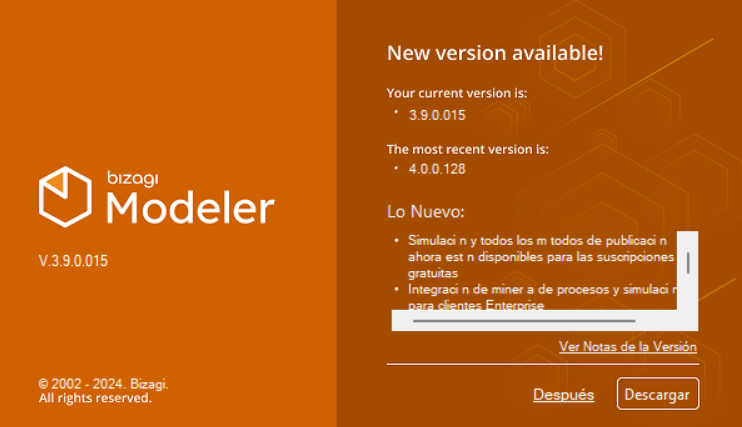 bizagi
Modeler
V.3.9.0.015
© 2002 - 2024. Bizagi.
All rights reserved.
New version available!
Your current version is:
• 3.9.0.015
The most recent version is:
• 4.0.0.128
Lo Nuevo:
• Simulaci n y todos los m todos de publicaci n
ahora est n disponibles para las suscripciones
gratuitas
• Integraci n de miner a de procesos y simulaci n
para clientes Enterprise
Ver Notas de la Versión
Después
Descargar